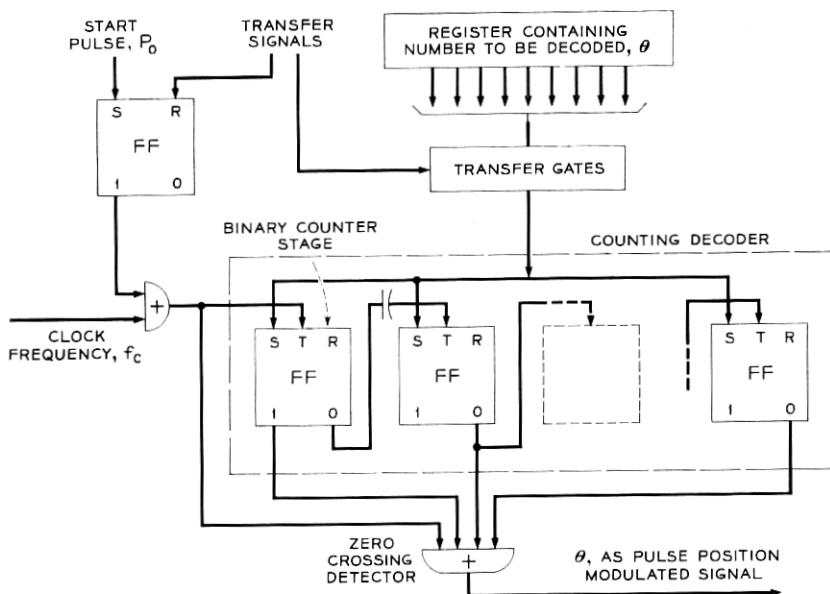 START
PULSE, P₀
TRANSFER
SIGNALS
REGISTER CONTAINING
NUMBER TO BE DECODED, θ
S R
FF
1 0
TRANSFER GATES
BINARY COUNTER
STAGE
COUNTING DECODER
+
CLOCK
FREQUENCY, f_c
S T R
FF
1 0
S T R
FF
1 0
S T R
FF
1 0
ZERO
CROSSING
DETECTOR
+
θ, AS PULSE POSITION
MODULATED SIGNAL